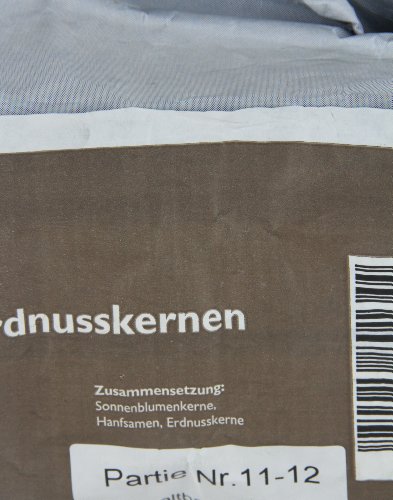 rdnusskernen
Zusammensetzung:
Sonnenblumenkerne,
Hanfsamen, Erdnusskerne
Partie Nr.11-12